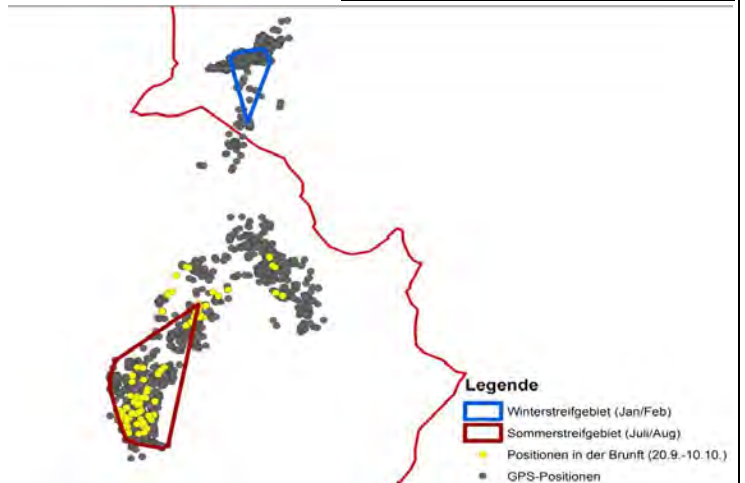 Legende
Winterstreifgebiet (Jan/Feb)
Sommerstreifgebiet (Juli/Aug)
Positionen in der Brunft (20.9.-10.10.)
GPS-Positionen